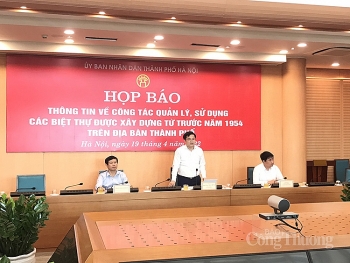 ỦY BAN NHÂN DÂN THÀNH PHỐ HÀ NỘI
HỌP BÁO
THÔNG TIN VỀ CÔNG TÁC QUẢN LÝ, SỬ DỤNG
CÁC BIỆT THỰ ĐƯỢC XÂY DỰNG TỪ TRƯỚC NĂM 1954
TRÊN ĐỊA BÀN THÀNH PHỐ
Hà Nội, ngày 19 tháng 4 năm
Công Thương